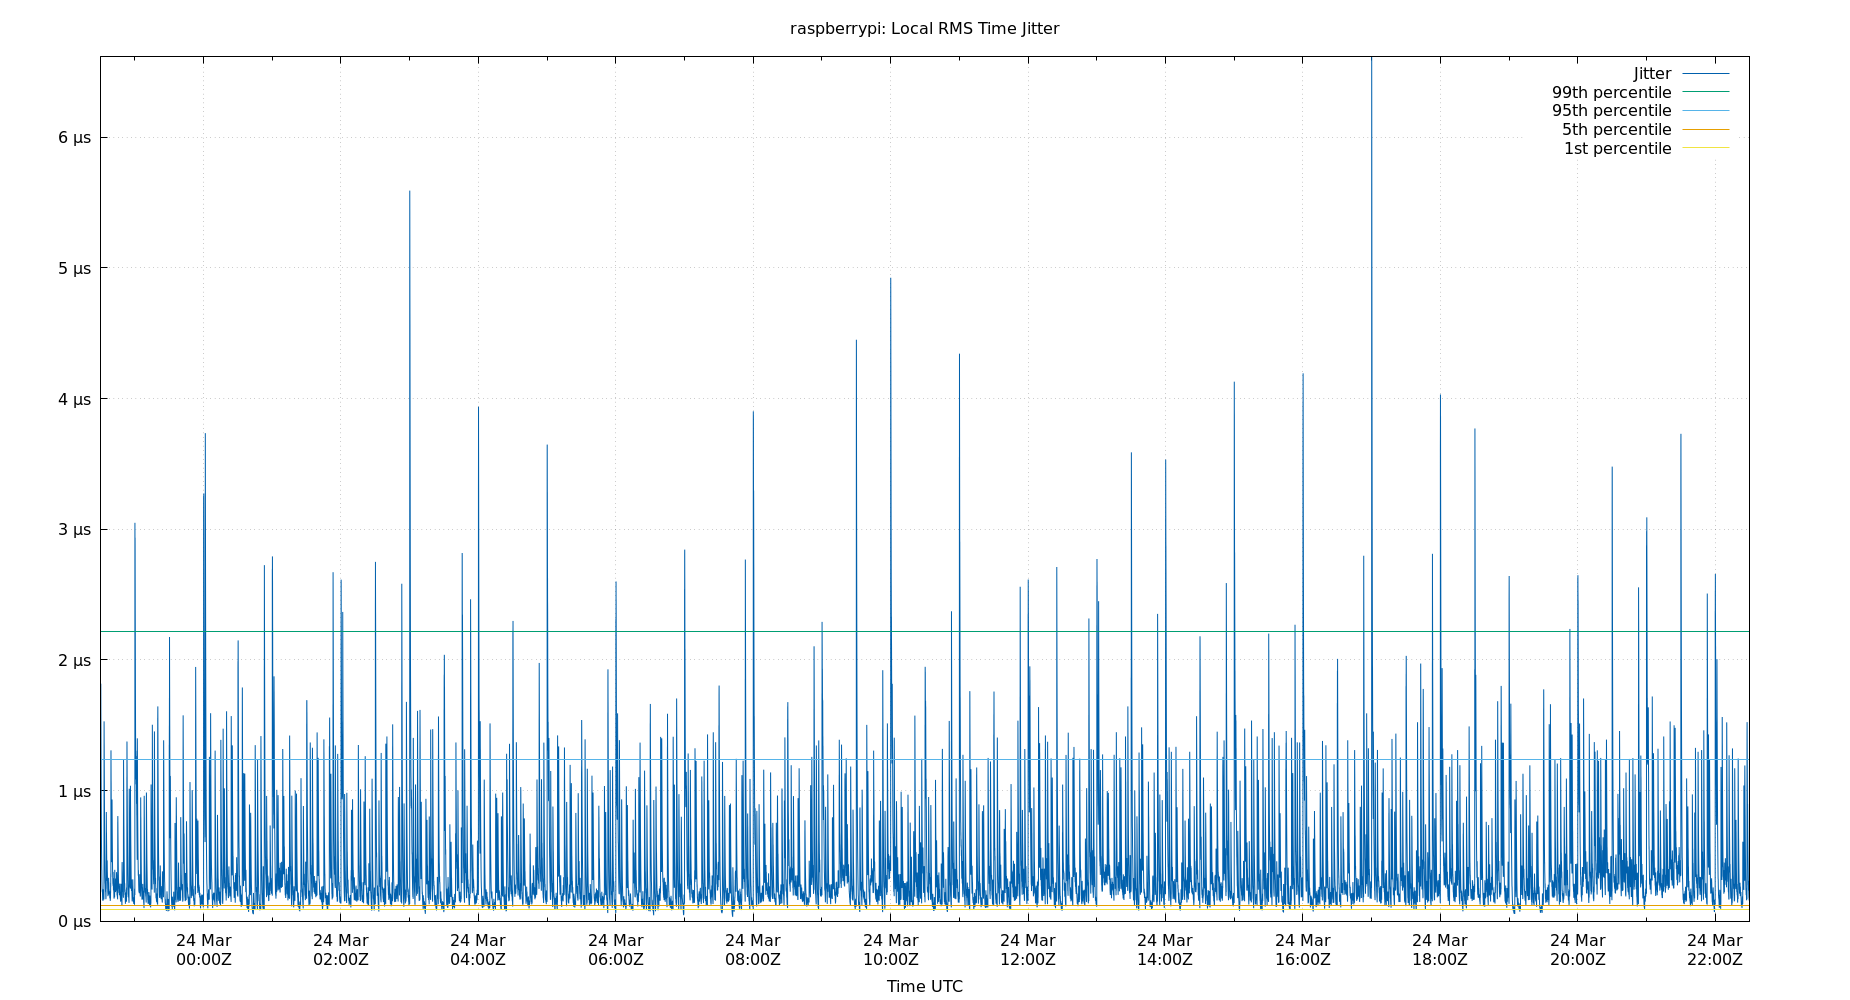 raspberrypi: Local RMS Time Jitter
Jitter
99th percentile
95th percentile
5th percentile
1st percentile
6 µs
5 µs
4 µs
3 µs
2 µs
1 µs
0 µs
24 Mar 24 Mar 24 Mar 24 Mar 24 Mar 24 Mar 24 Mar 24 Mar 24 Mar 24 Mar 24 Mar 24 Mar
00:00Z 02:00Z 04:00Z 06:00Z 08:00Z 10:00Z 12:00Z 14:00Z 16:00Z 18:00Z 20:00Z 22:00Z
Time UTC